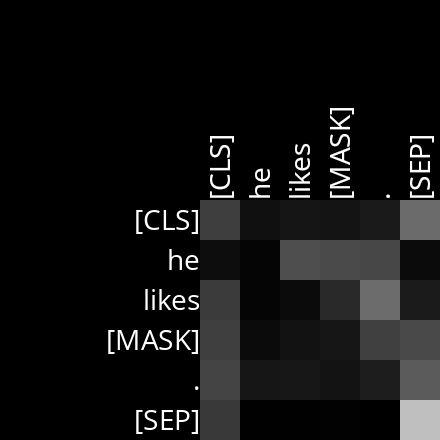 [CLS] he likes [MASK] . [SEP]
[CLS]
he
likes
[MASK]
.
[SEP]